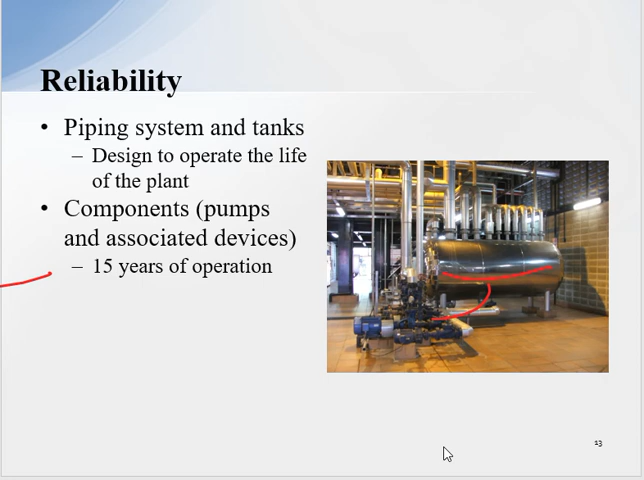 Reliability
• Piping system and tanks
– Design to operate the life
of the plant
• Components (pumps
and associated devices)
– 15 years of operation
13